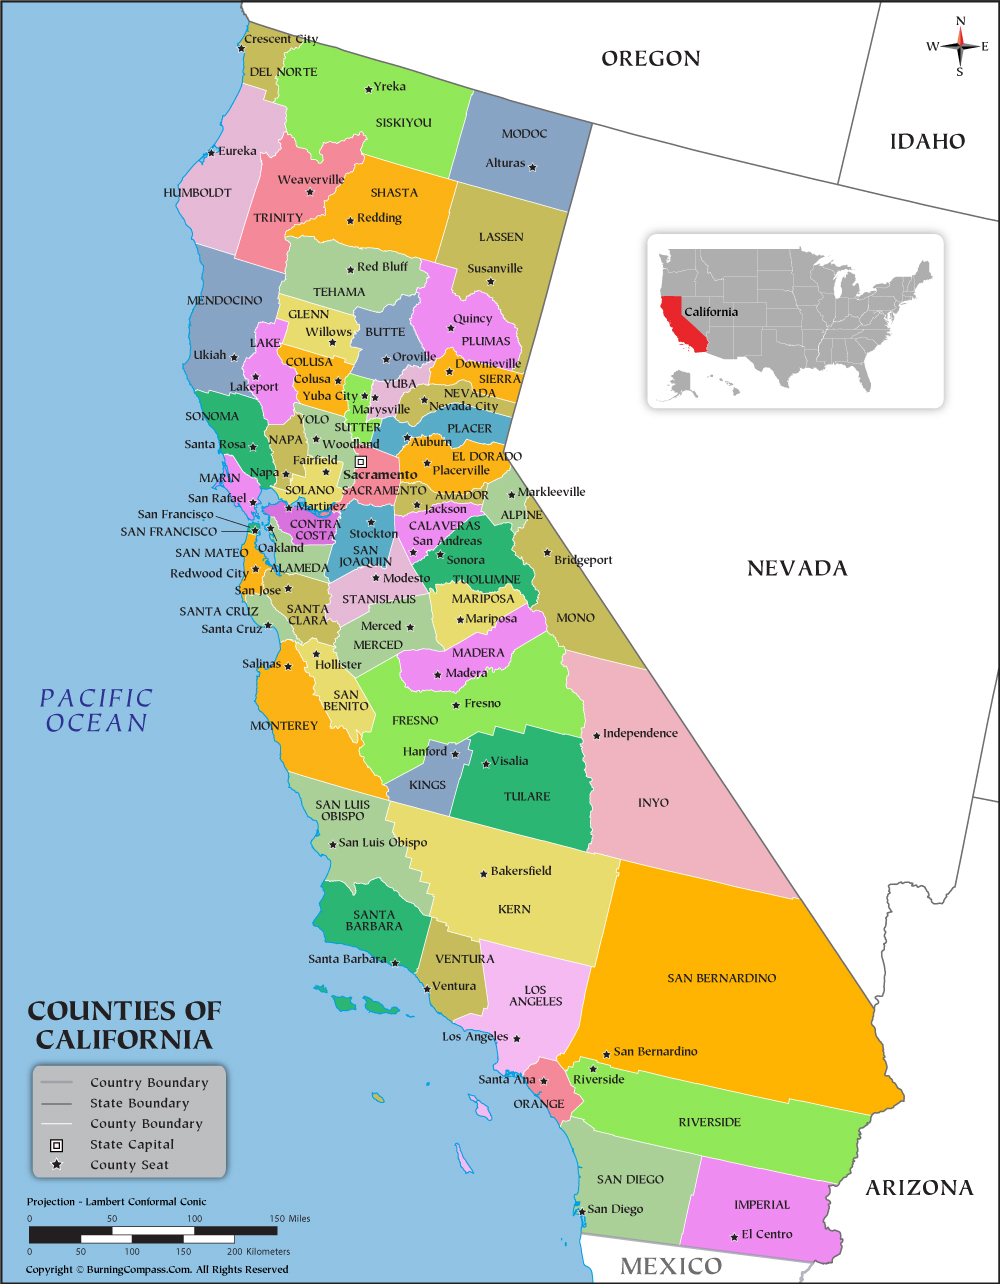 Crescent City
DEL NORTE
Yreka
SISKIYOU
OREGON
N
W E
S
IDAHO
MODOC
Alturas
Eureka
HUMBOLDT
Weaverville
TRINITY
SHASTA
Redding
LASSEN
Susanville
Red Bluff
TEHAMA
MENDOCINO
Ukiah
GLENN
Willows
BUTTE
Oroville
Quincy
PLUMAS
LAKE
Lakeport
COLUSA
Colusa
Downieville
SIERRA
YUBA
Yuba City
Marysville
NEVADA
Nevada City
SUTTER
YOLO
Woodland
PLACER
Auburn
SONOMA
Santa Rosa
NAPA
Napa
EL DORADO
Placerville
Fairfield
SOLANO
Sacramento
SACRAMENTO
AMADOR
Jackson
Markleeville
ALPINE
MARIN
San Rafael
Martinez
CONTRA
COSTA
San Francisco
SAN FRANCISCO
Oakland
ALAMEDA
Stockton
SAN
JOAQUIN
CALAVERAS
San Andreas
Sonora
TUOLUMNE
Bridgeport
MONO
SAN MATEO
Redwood City
San Jose
SANTA
CLARA
Modesto
STANISLAUS
MARIPOSA
Mariposa
SANTA CRUZ
Santa Cruz
Merced
MERCED
MADERA
Madera
Salinas
Hollister
SAN
BENITO
MONTEREY
Fresno
FRESNO
Hanford
KINGS
Visalia
TULARE
Independence
INYO
SAN LUIS
OBISPO
San Luis Obispo
Bakersfield
KERN
SANTA
BARBARA
Santa Barbara
VENTURA
Ventura
LOS
ANGELES
Los Angeles
SAN BERNARDINO
San Bernardino
Santa Ana
ORANGE
Riverside
RIVERSIDE
SAN DIEGO
San Diego
IMPERIAL
El Centro
NEVADA
ARIZONA
MEXICO
California
PACIFIC
OCEAN
COUNTIES OF
CALIFORNIA
Country Boundary
State Boundary
County Boundary
State Capital
County Seat
Projection - Lambert Conformal Conic
0 50 100 150 Miles
0 50 100 150 200 Kilometers
Copyright © BurningCompass.Com. All Rights Reserved